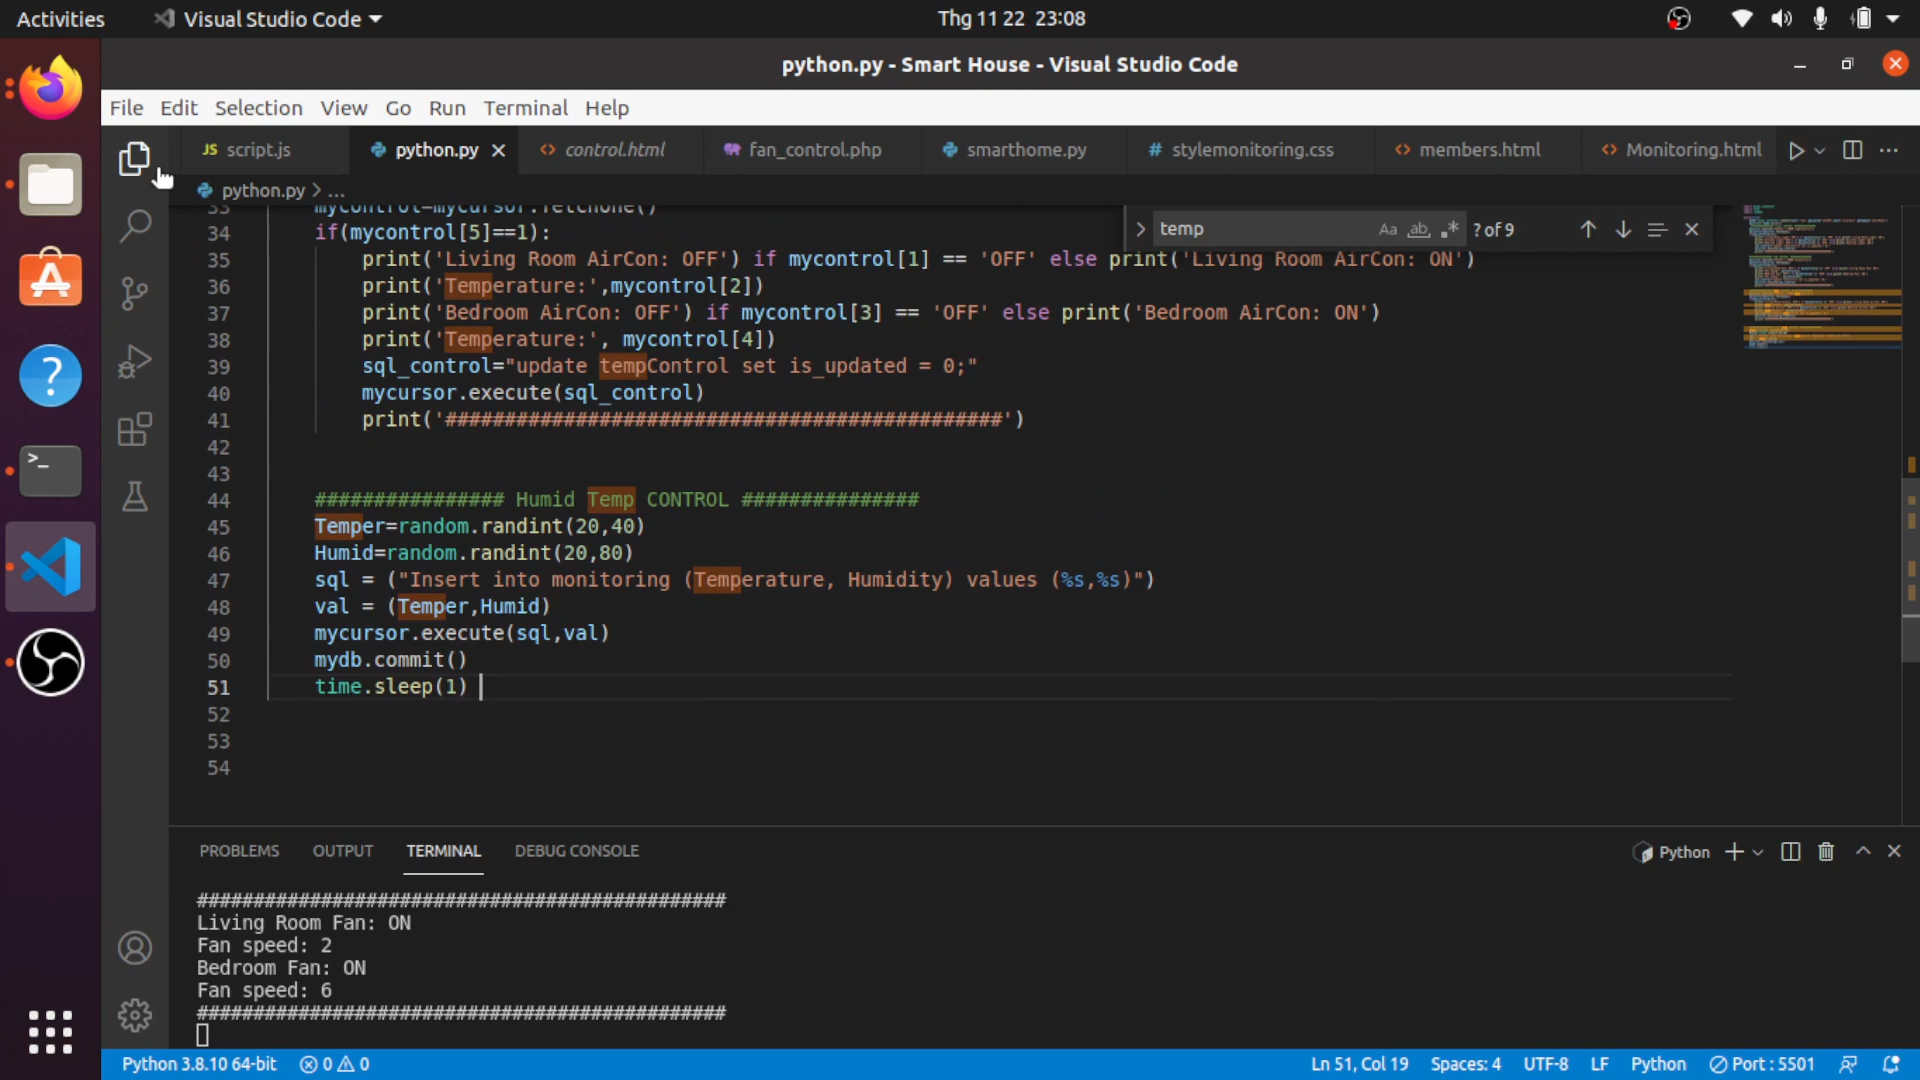 Activities
Visual Studio Code
Thg 11 22 23:08
python.py - Smart House - Visual Studio Code
File Edit Selection View Go Run Terminal Help
JS script.js
python.py
control.html
fan_control.php
smarthome.py
# stylemonitoring.css
members.html
Monitoring.html
python.py > ...
temp
Aa ab
? of 9
33 mycontrol=mycursor.fetchone()
34 if(mycontrol[5]==1):
35 print('Living Room AirCon: OFF') if mycontrol[1] == 'OFF' else print('Living Room AirCon: ON')
36 print('Temperature:',mycontrol[2])
37 print('Bedroom AirCon: OFF') if mycontrol[3] == 'OFF' else print('Bedroom AirCon: ON')
38 print('Temperature:', mycontrol[4])
39 sql_control="update tempControl set is_updated = 0;"
40 mycursor.execute(sql_control)
41 print('###############################################')
42
43
44 ################ Humid Temp CONTROL ###############
45 Temper=random.randint(20,40)
46 Humid=random.randint(20,80)
47 sql = ("Insert into monitoring (Temperature, Humidity) values (%s,%s)")
48 val = (Temper,Humid)
49 mycursor.execute(sql,val)
50 mydb.commit()
51 time.sleep(1)
52
53
54
PROBLEMS OUTPUT TERMINAL DEBUG CONSOLE
Python
###############################################
Living Room Fan: ON
Fan speed: 2
Bedroom Fan: ON
Fan speed: 6
###############################################
Python 3.8.10 64-bit
0 0
Ln 51, Col 19 Spaces: 4 UTF-8 LF Python Port : 5501